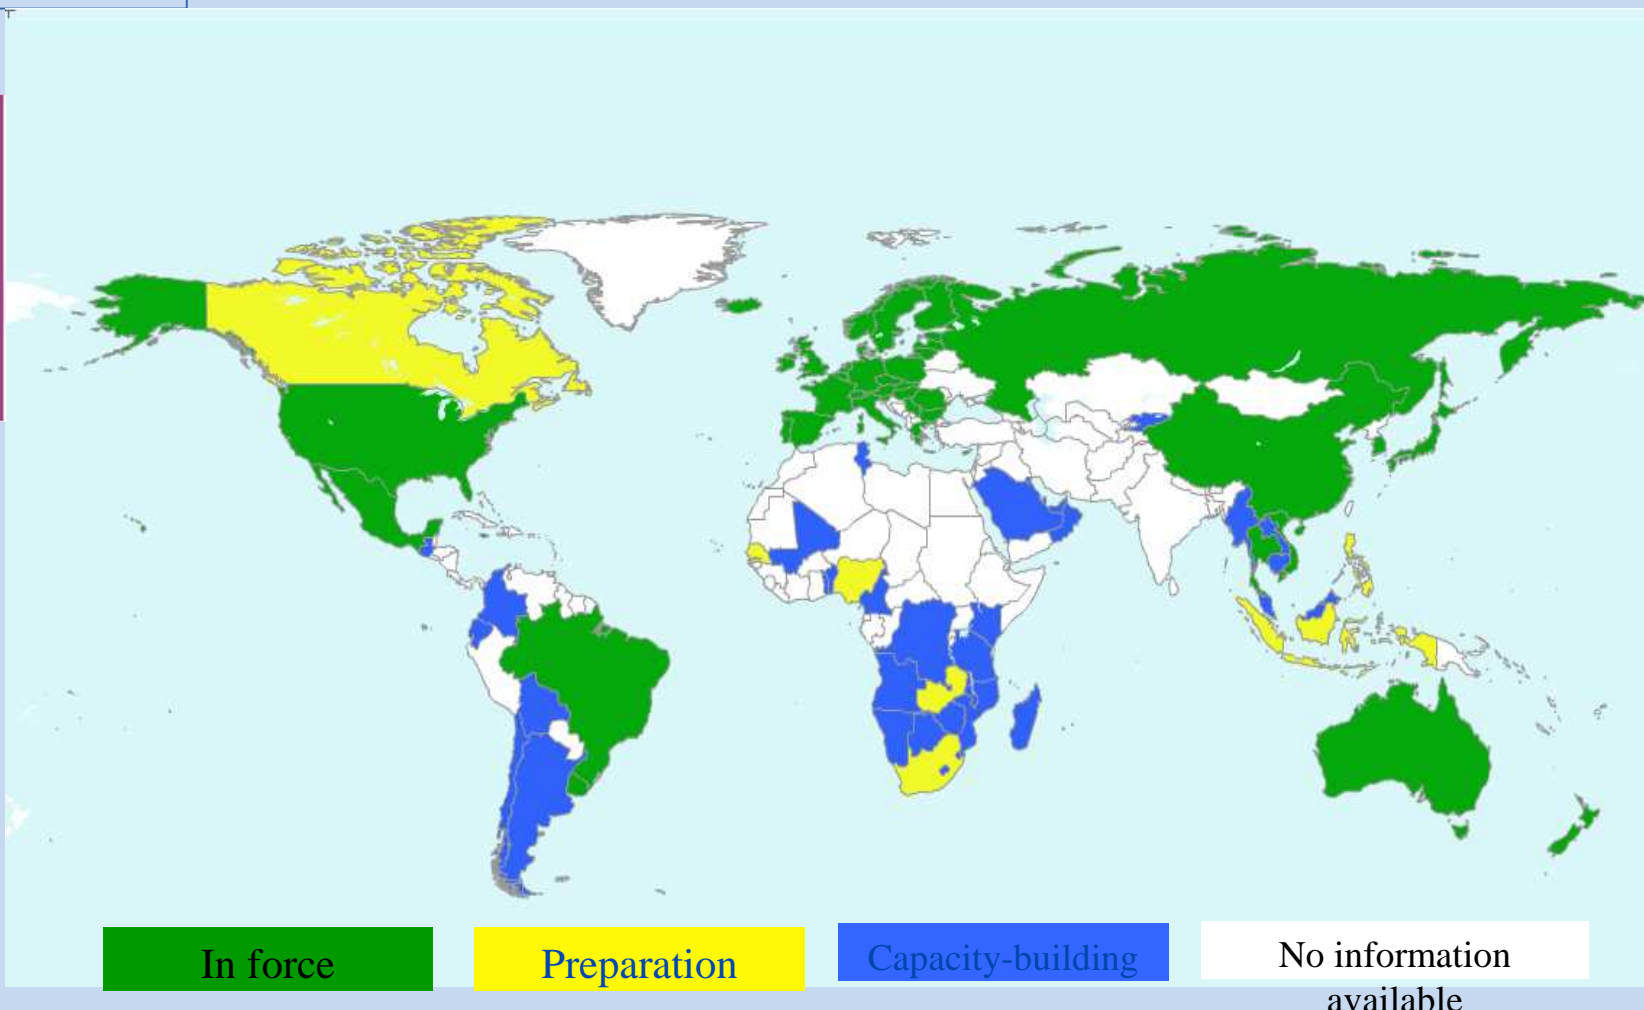 In force
Preparation
Capacity-building
No information
available